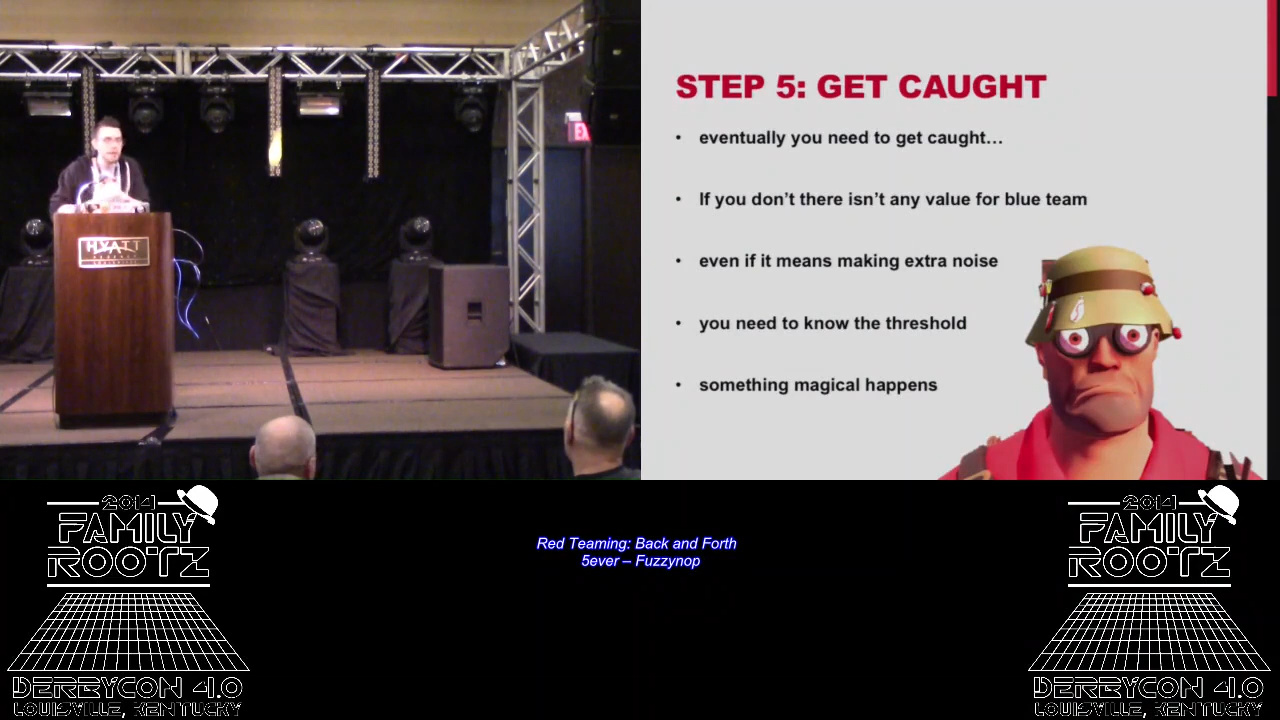 HYATT
STEP 5: GET CAUGHT
• eventually you need to get caught…
• If you don’t there isn’t any value for blue team
• even if it means making extra noise
• you need to know the threshold
• something magical happens
2014
FAMILY
ROOTZ
DERBYCON 4.0
LOUISVILLE, KENTUCKY
Red Teaming: Back and Forth
5ever – Fuzzynop
2014
FAMILY
ROOTZ
DERBYCON 4.0
LOUISVILLE, KENTUCKY